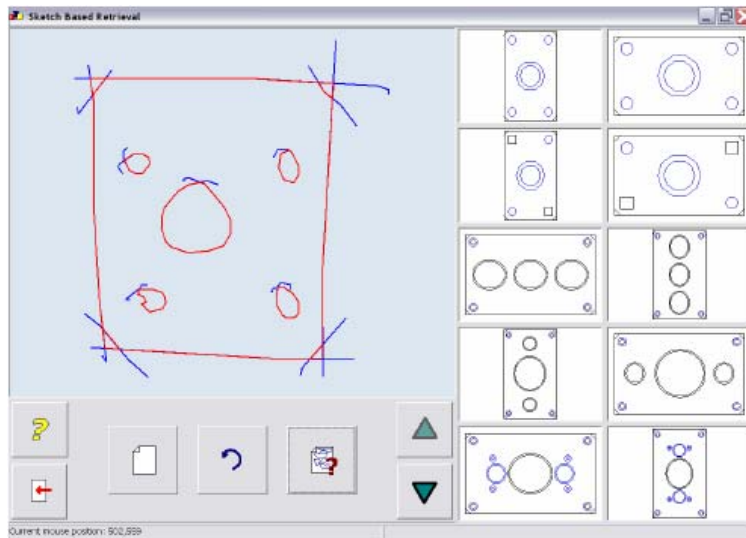 Sketch Based Retrieval
?
?
Current mouse position: 502,559